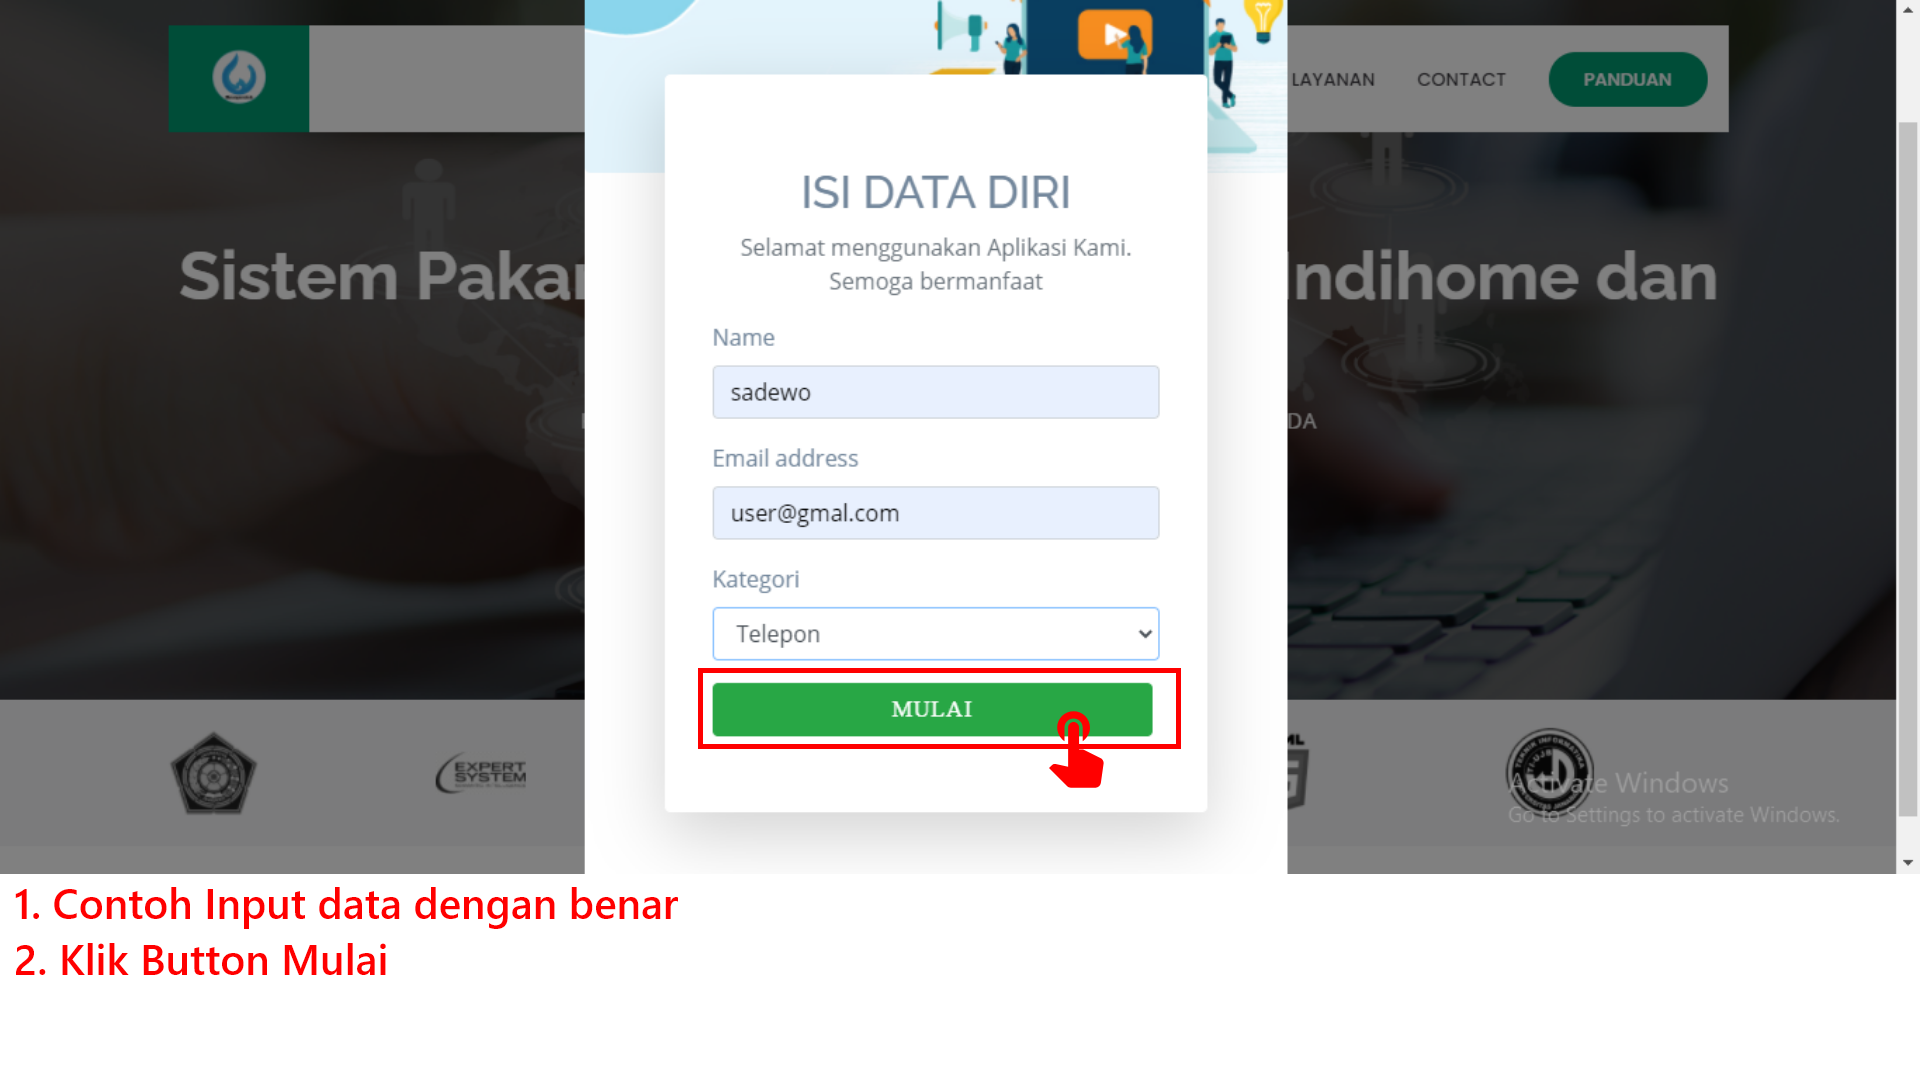 LAYANAN
CONTACT
PANDUAN
ISI DATA DIRI
Selamat menggunakan Aplikasi Kami.
Semoga bermanfaat
Sistem Pakar
Indihome dan
DA
Name
sadewo
Email address
user@gmal.com
Kategori
Telepon
MULAI
EXPERT
SYSTEM
Activate Windows
Go to Settings to activate Windows.
1. Contoh Input data dengan benar
2. Klik Button Mulai